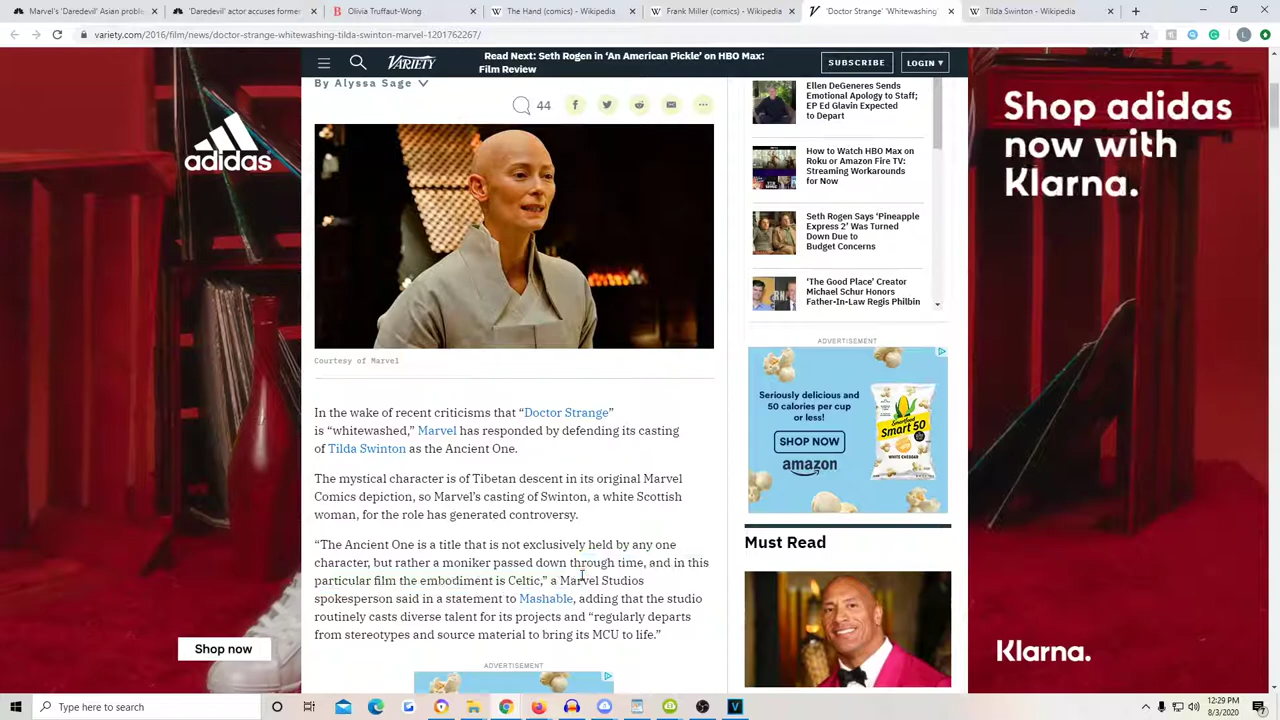 Marvel's Daredevil: Asian proble
Marvel's Daredevil actor accused
The Hand (comics) - Wikipedia
Frank Miller (comics) - Wikipedia
'Doctor Strange' Whitewashing
Tilda Swinton - Wikipedia
variety.com/2016/film/news/doctor-strange-whitewashing-tilda-swinton-marvel-1201762267/
L
VARIETY
Read Next: Seth Rogen in 'An American Pickle' on HBO Max:
Film Review
SUBSCRIBE
LOGIN
By Alyssa Sage
44
Courtesy of Marvel
In the wake of recent criticisms that “Doctor Strange”
is “whitewashed,” Marvel has responded by defending its casting
of Tilda Swinton as the Ancient One.
The mystical character is of Tibetan descent in its original Marvel
Comics depiction, so Marvel’s casting of Swinton, a white Scottish
woman, for the role has generated controversy.
“The Ancient One is a title that is not exclusively held by any one
character, but rather a moniker passed down through time, and in this
particular film the embodiment is Celtic,” a Marvel Studios
spokesperson said in a statement to Mashable, adding that the studio
routinely casts diverse talent for its projects and “regularly departs
from stereotypes and source material to bring its MCU to life.”
ADVERTISEMENT
Ellen DeGeneres Sends
Emotional Apology to Staff;
EP Ed Glavin Expected
to Depart
How to Watch HBO Max on
Roku or Amazon Fire TV:
Streaming Workarounds
for Now
Seth Rogen Says ‘Pineapple
Express 2’ Was Turned
Down Due to
Budget Concerns
‘The Good Place’ Creator
Michael Schur Honors
Father-In-Law Regis Philbin
ADVERTISEMENT
Seriously delicious and
50 calories per cup
or less!
SHOP NOW
amazon
Smart 50
WHITE CHEDDAR
Must Read
adidas
Shop now
Shop adidas
now with
Klarna.
Klarna.
Type here to search
12:29 PM
8/3/2020
7